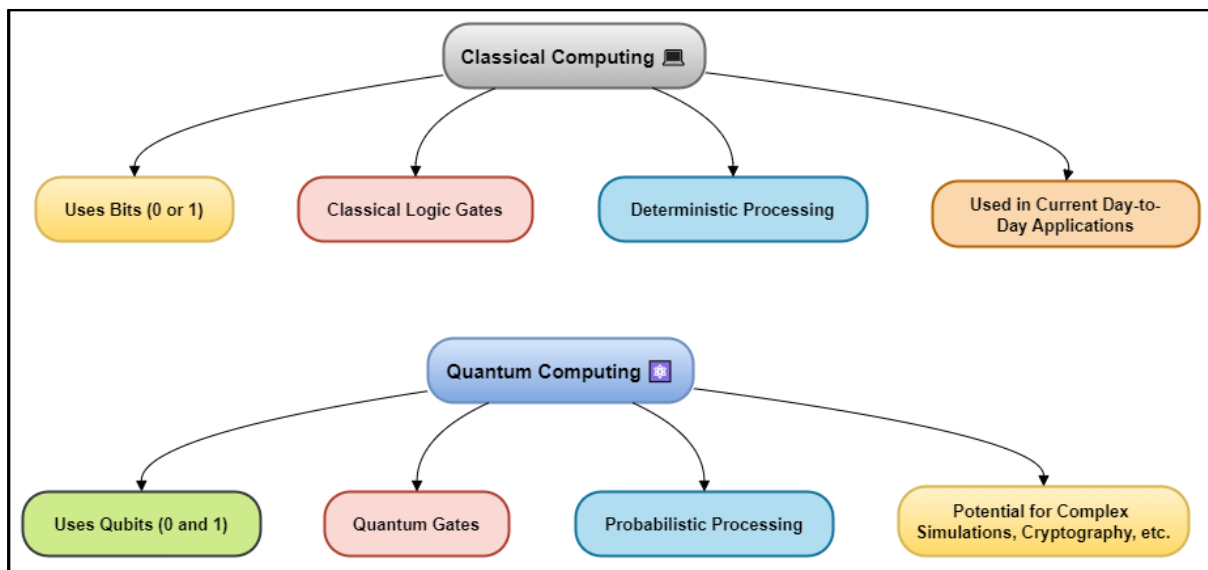 Classical Computing 💻
Uses Bits (0 or 1)
Classical Logic Gates
Deterministic Processing
Used in Current Day-to-
Day Applications
Quantum Computing ⚛
Uses Qubits (0 and 1)
Quantum Gates
Probabilistic Processing
Potential for Complex
Simulations, Cryptography, etc.